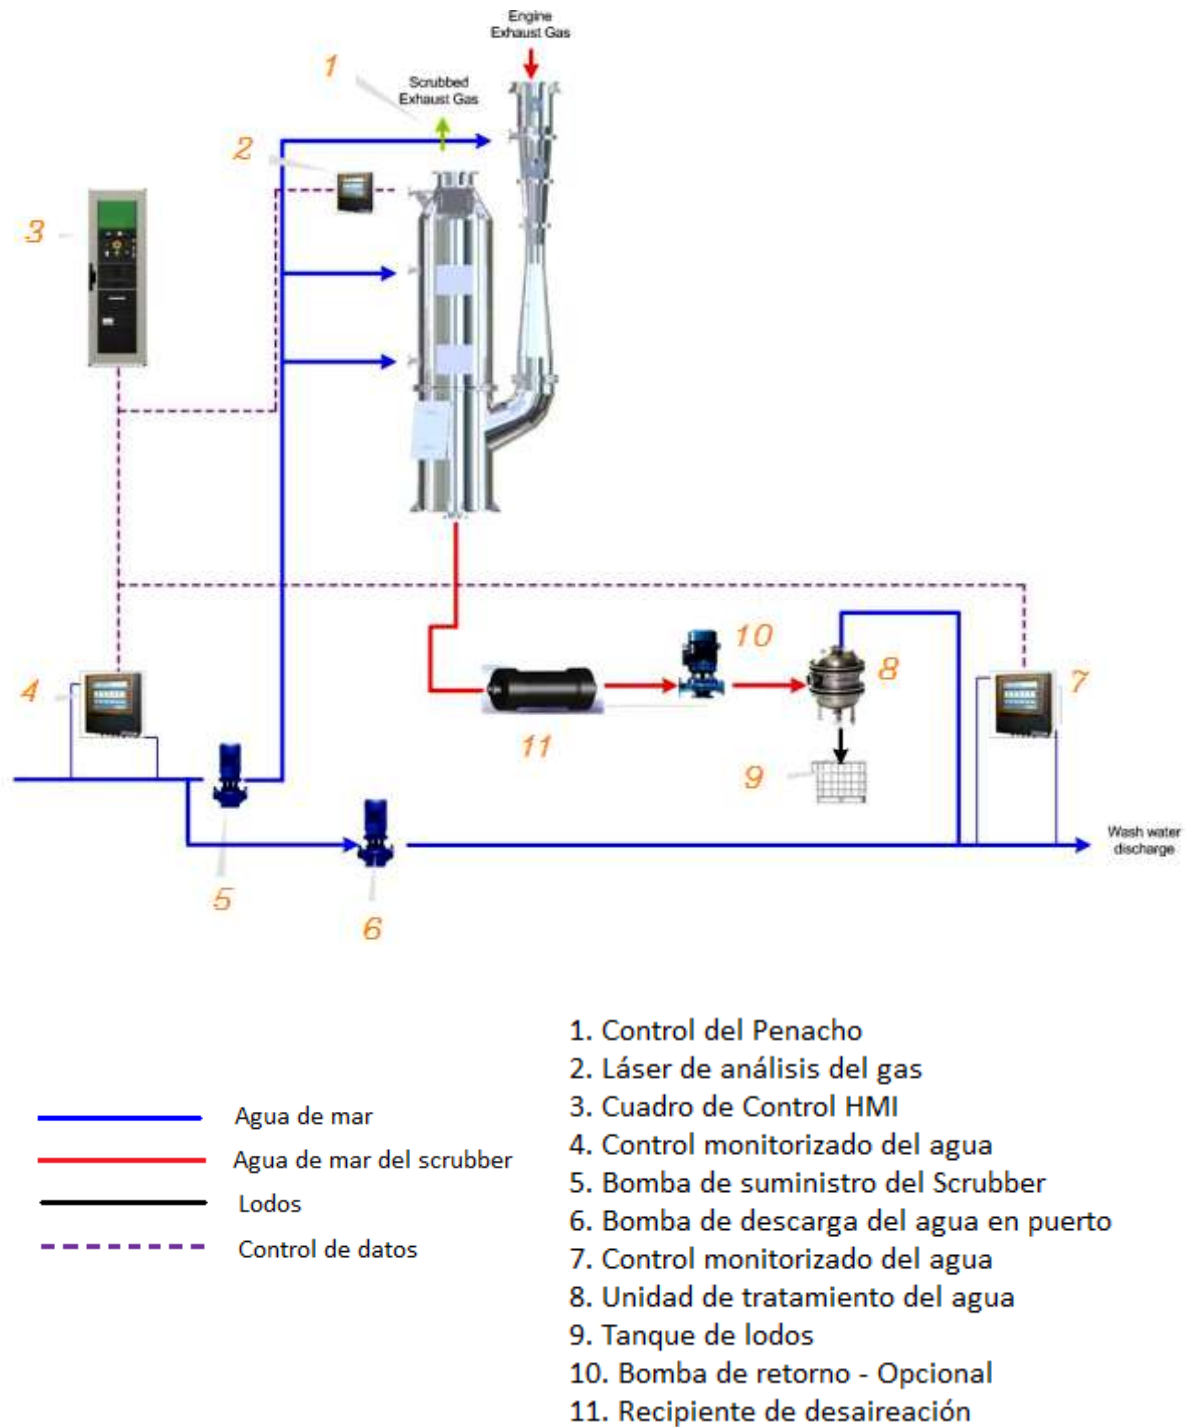 Engine
Exhaust Gas
1
Scrubbed
Exhaust Gas
2
3
10
4
8
7
11
9
Wash water
discharge
5
6
1. Control del Penacho
2. Láser de análisis del gas
3. Cuadro de Control HMI
4. Control monitorizado del agua
5. Bomba de suministro del Scrubber
6. Bomba de descarga del agua en puerto
7. Control monitorizado del agua
8. Unidad de tratamiento del agua
9. Tanque de lodos
10. Bomba de retorno - Opcional
11. Recipiente de desaireación
Agua de mar
Agua de mar del scrubber
Lodos
Control de datos